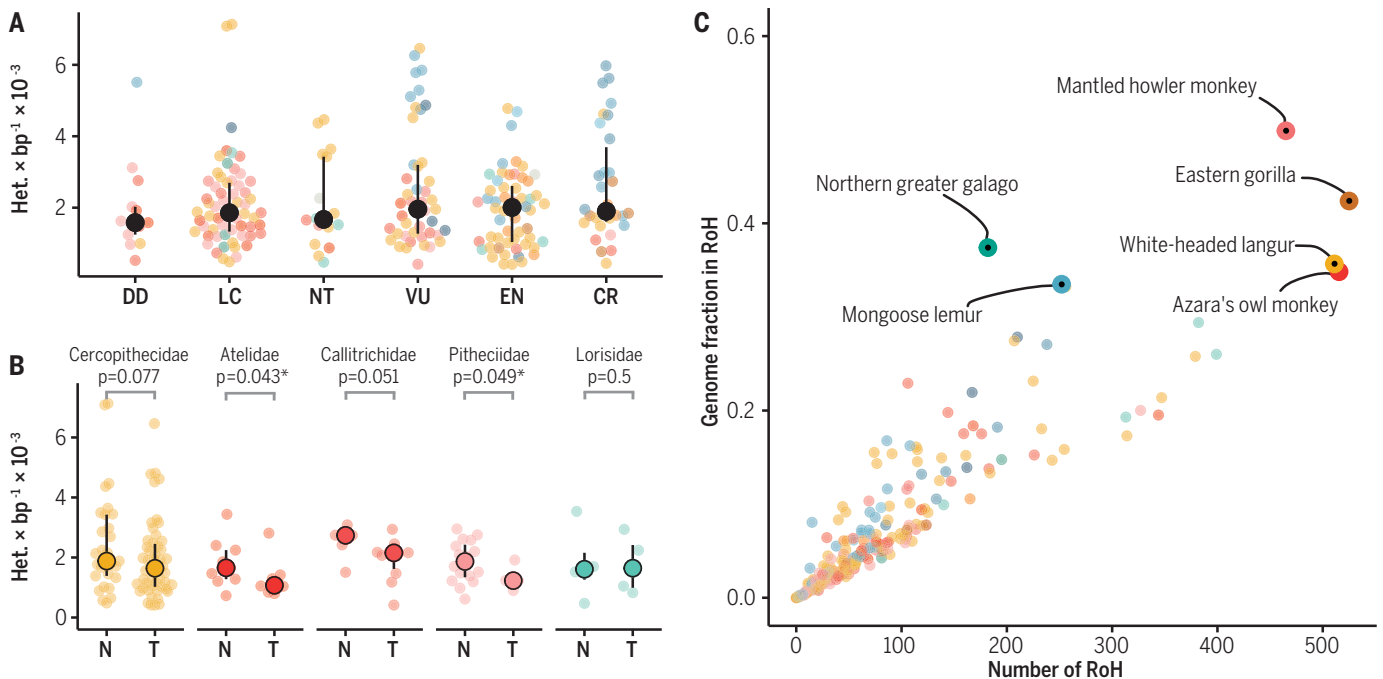 A
Het. × bp⁻¹ × 10⁻³
6
4
2
DD LC NT VU EN CR
B
Cercopithecidae Atelidae Callitrichidae Pitheciidae Lorisidae
p=0.077 p=0.043* p=0.051 p=0.049* p=0.5
Het. × bp⁻¹ × 10⁻³
6
4
2
0
N T N T N T N T N T
C
Genome fraction in RoH
0.6
0.4
0.2
0.0
Mantled howler monkey
Eastern gorilla
Northern greater galago
White-headed langur
Azara's owl monkey
Mongoose lemur
0 100 200 300 400 500
Number of RoH